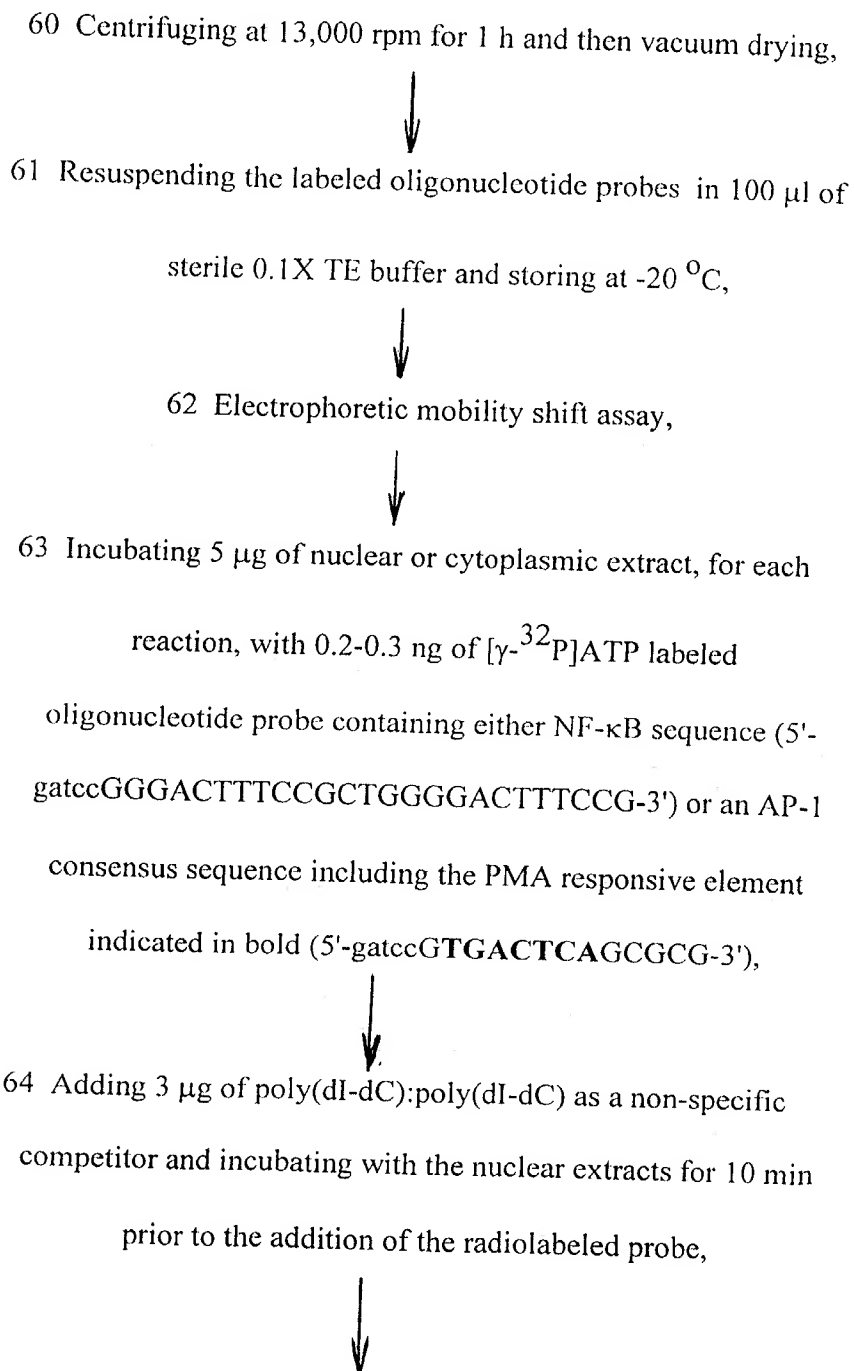 60 Centrifuging at 13,000 rpm for 1 h and then vacuum drying,
61 Resuspending the labeled oligonucleotide probes in 100 μl of
sterile 0.1X TE buffer and storing at -20 °C,
62 Electrophoretic mobility shift assay,
63 Incubating 5 μg of nuclear or cytoplasmic extract, for each
reaction, with 0.2-0.3 ng of [γ-³²P]ATP labeled
oligonucleotide probe containing either NF-κB sequence (5'-
gatccGGGACTTTCCGCTGGGGACTTTCCG-3') or an AP-1
consensus sequence including the PMA responsive element
indicated in bold (5'-gatccGTGACTCAGCGCG-3'),
64 Adding 3 μg of poly(dI-dC):poly(dI-dC) as a non-specific
competitor and incubating with the nuclear extracts for 10 min
prior to the addition of the radiolabeled probe,